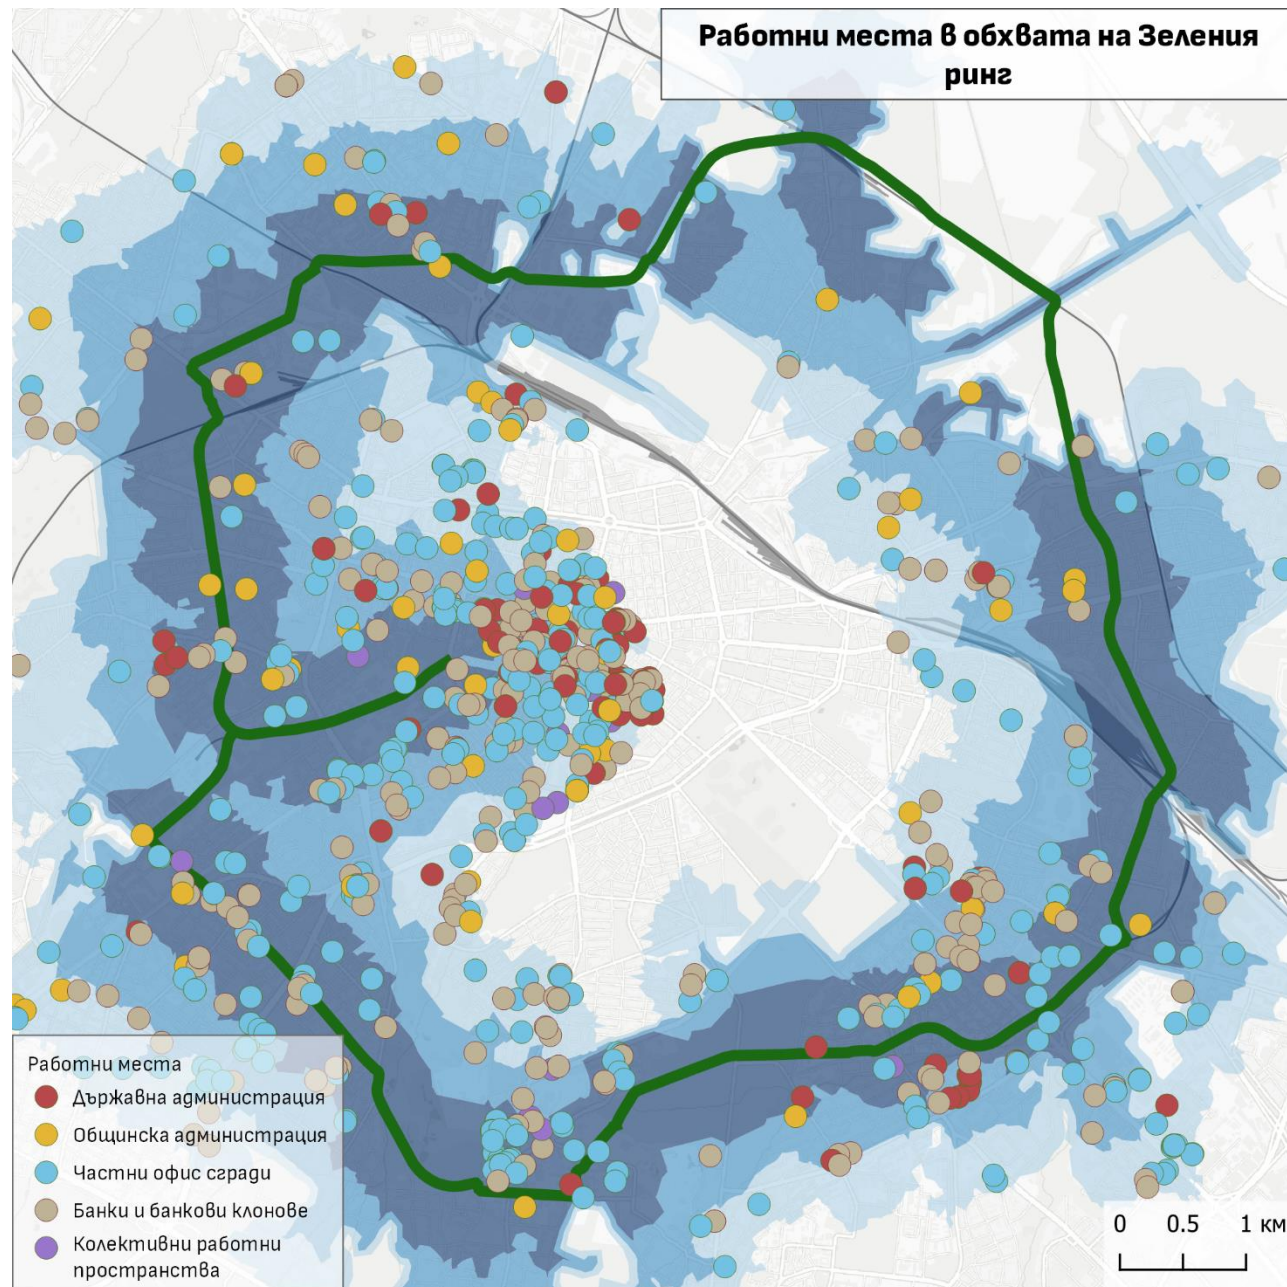 Работни места в обхвата на Зеления
ринг
Работни места
Държавна администрация
Общинска администрация
Частни офис сгради
Банки и банкови клонове
Колективни работни
пространства
0 0.5 1 км